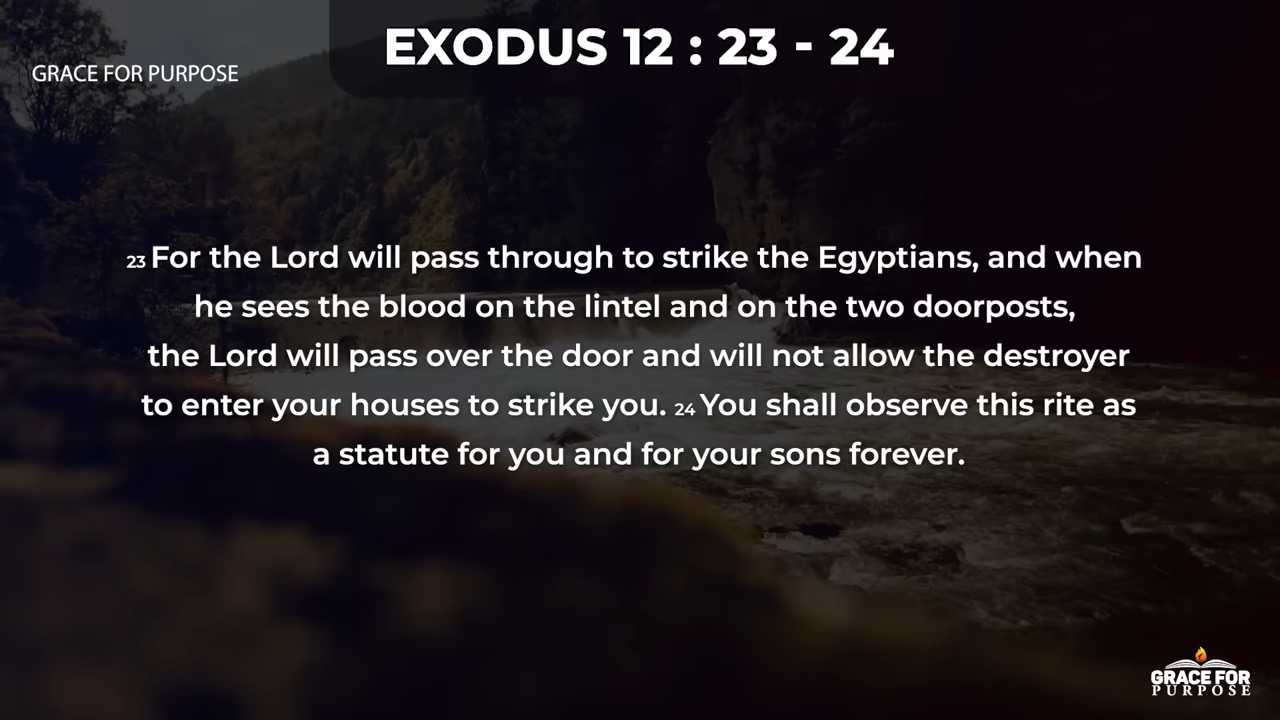 EXODUS 12 : 23 - 24
GRACE FOR PURPOSE
23 For the Lord will pass through to strike the Egyptians, and when
he sees the blood on the lintel and on the two doorposts,
the Lord will pass over the door and will not allow the destroyer
to enter your houses to strike you. 24 You shall observe this rite as
a statute for you and for your sons forever.
GRACE FOR
PURPOSE